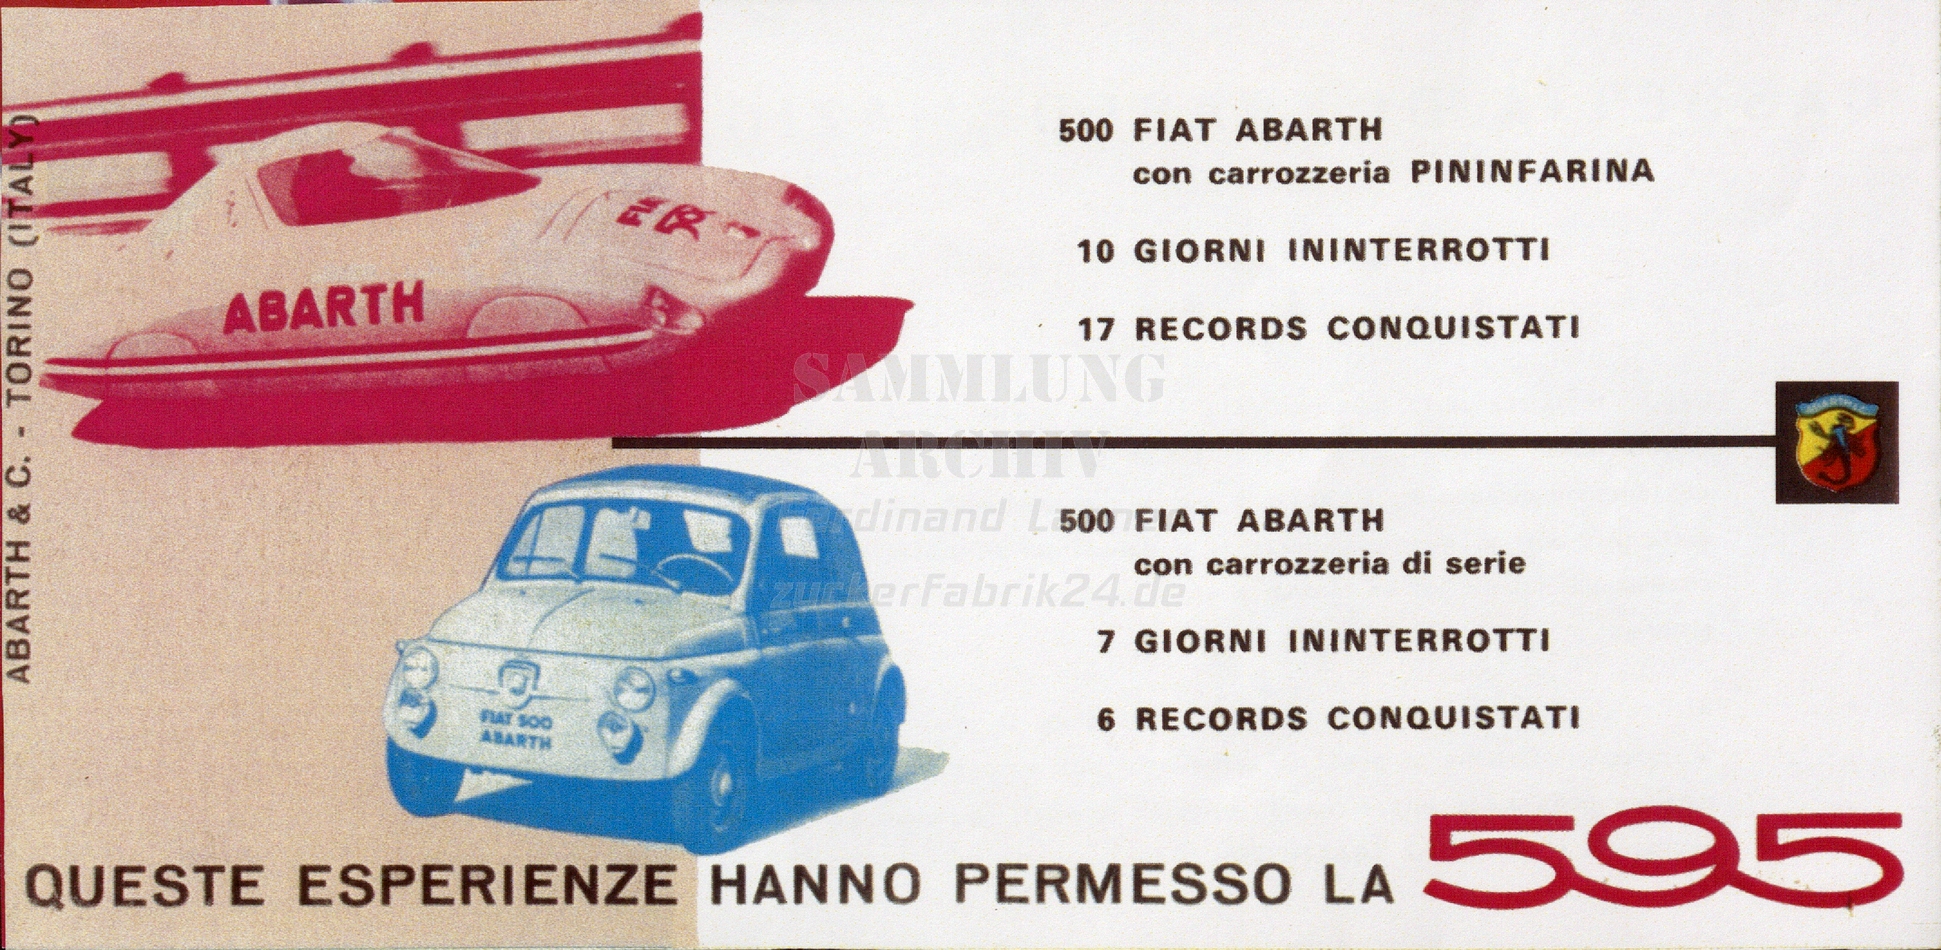 ABARTH & C. - TORINO (ITALY)
ABARTH
500 FIAT ABARTH
con carrozzeria PININFARINA
10 GIORNI ININTERROTTI
17 RECORDS CONQUISTATI
SAMMLUNG
ARCHIV
zuckerfabrik24.de
500 FIAT ABARTH
con carrozzeria di serie
7 GIORNI ININTERROTTI
6 RECORDS CONQUISTATI
FIAT 500
ABARTH
QUESTE ESPERIENZE HANNO PERMESSO LA 595